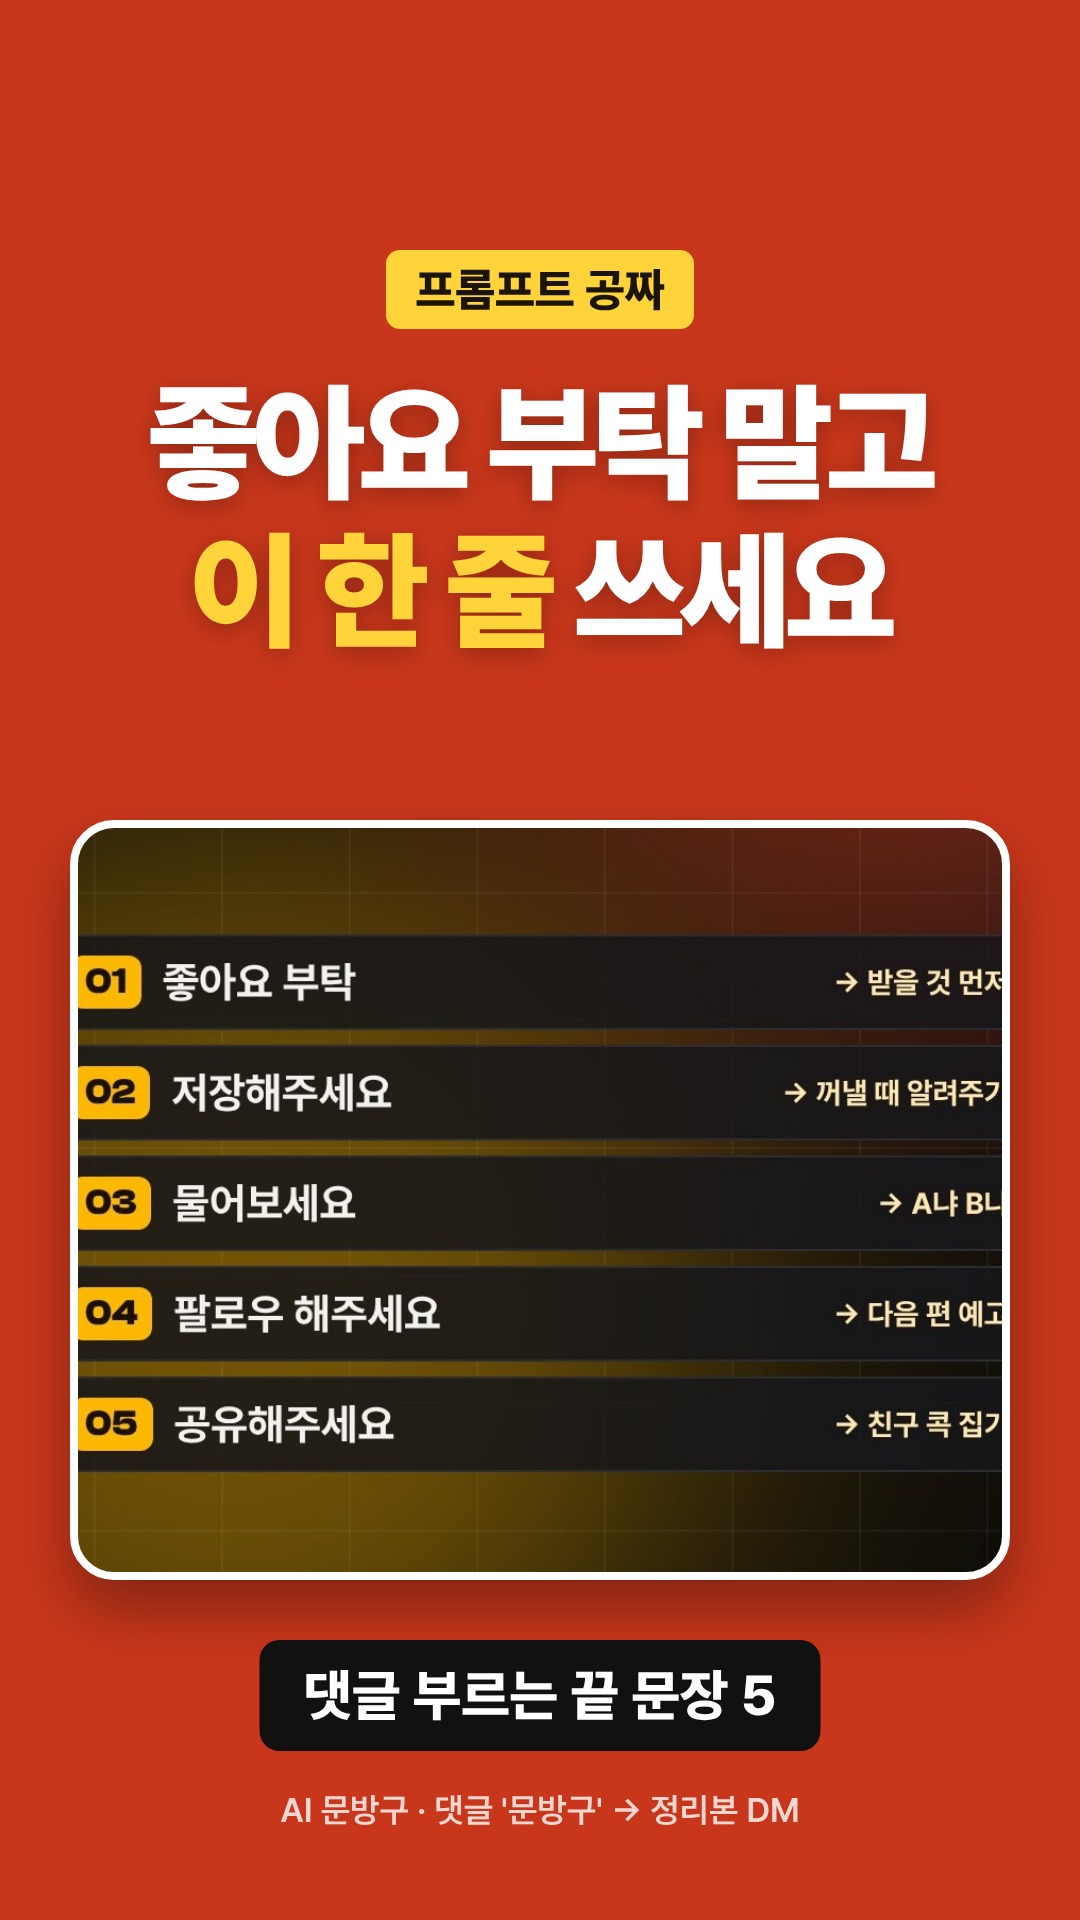 프롬프트 공짜
좋아요 부탁 말고
이 한 줄 쓰세요
01 좋아요 부탁 → 받을 것 먼저
02 저장해주세요 → 꺼낼 때 알려주기
03 물어보세요 → A냐 B냐
04 팔로우 해주세요 → 다음 편 예고
05 공유해주세요 → 친구 콕 집기
댓글 부르는 끝 문장 5
AI 문방구 · 댓글 '문방구' → 정리본 DM